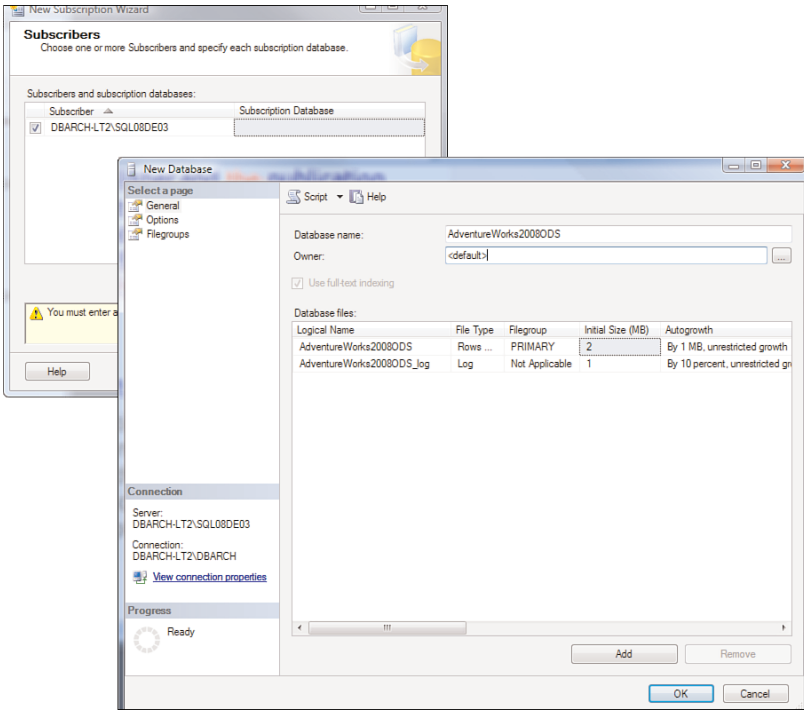 New Subscription Wizard
Subscribers
Choose one or more Subscribers and specify each subscription database.
Subscribers and subscription databases:
Subscriber Subscription Database
DBARCH-LT2\SQL08DE03
You must enter a
Help
New Database
Select a page
General
Options
Filegroups
Connection
Server:
DBARCH-LT2\SQL08DE03
Connection:
DBARCH-LT2\DBARCH
View connection properties
Progress
Ready
Script Help
Database name: AdventureWorks2008ODS
Owner: <default>
...
Use full-text indexing
Database files:
Logical Name File Type Filegroup Initial Size (MB) Autogrowth
AdventureWorks2008ODS Rows ... PRIMARY 2 By 1 MB, unrestricted growth
AdventureWorks2008ODS_log Log Not Applicable 1 By 10 percent, unrestricted gr
Add Remove
OK Cancel